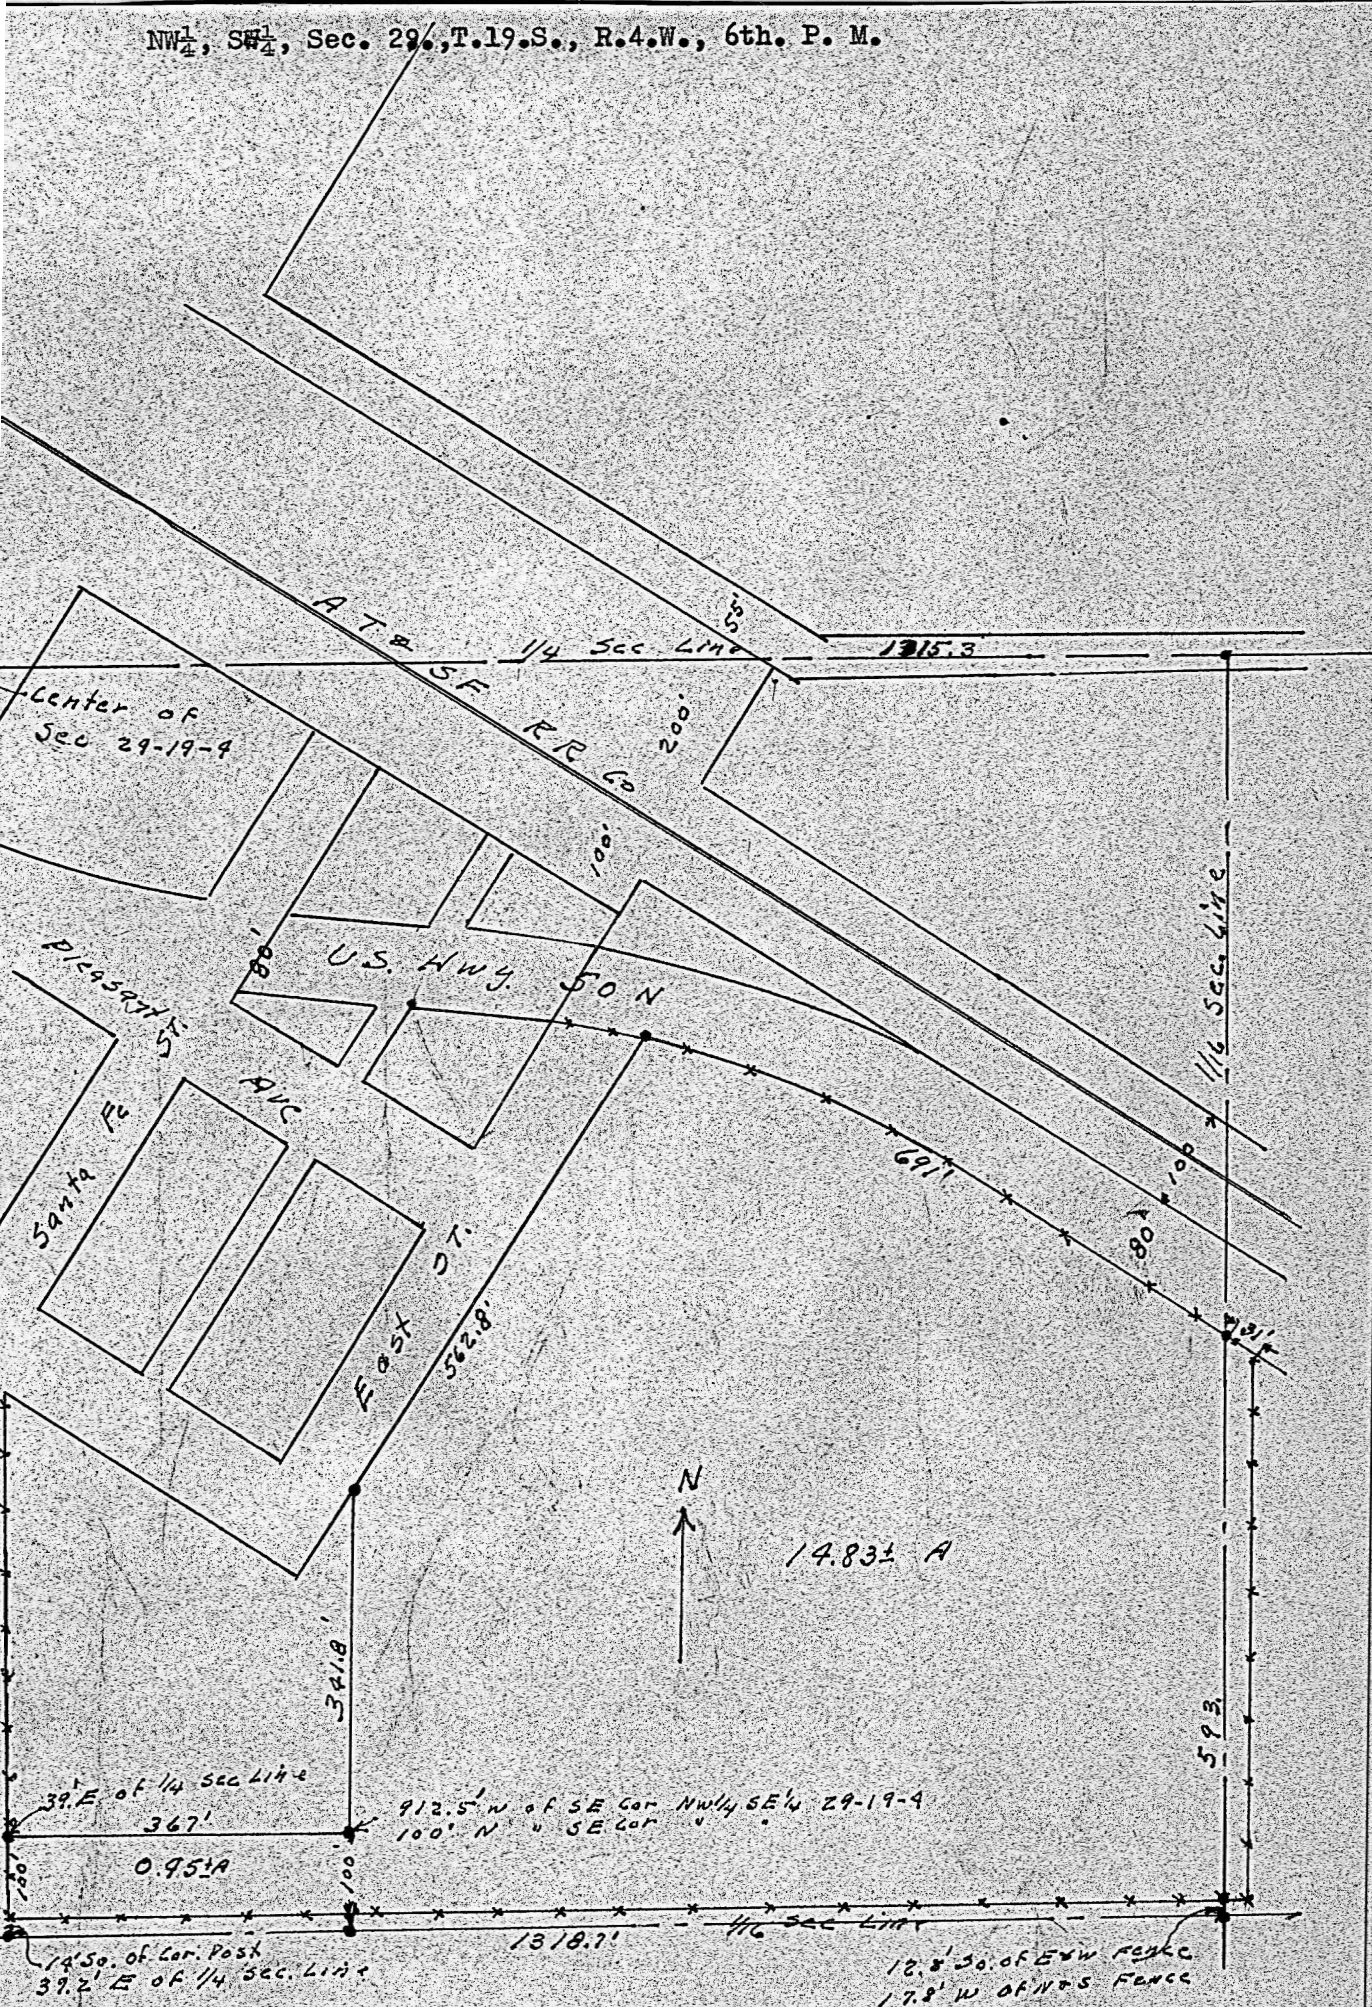 NW¼, SE¼, Sec. 29,T.19.S., R.4.W., 6th. P. M.
55'
A T & SF RR Co
1/4 Sec Line
1315.3
Center of
Sec 29-19-4
200'
100'
1/16 Sec. Line
80'
U.S. Hwy. 50 N
Pleasant St.
Ave
Santa Fe
691.1'
100
80'
East ST.
562.8'
31'
N
14.83± A
341.8'
593.
39.'E of 1/4 Sec Line
367'
912.5' W of SE Cor NW1/4 SE1/4 29-19-4
100' N " SE Cor " "
0.95±A
100'
100'
1/16 Sec Line
1318.7'
14' So. of Cor. Post
39.2' E of 1/4 Sec. Line
12.8' So. of E&W Fence
17.8' W of N&S Fence